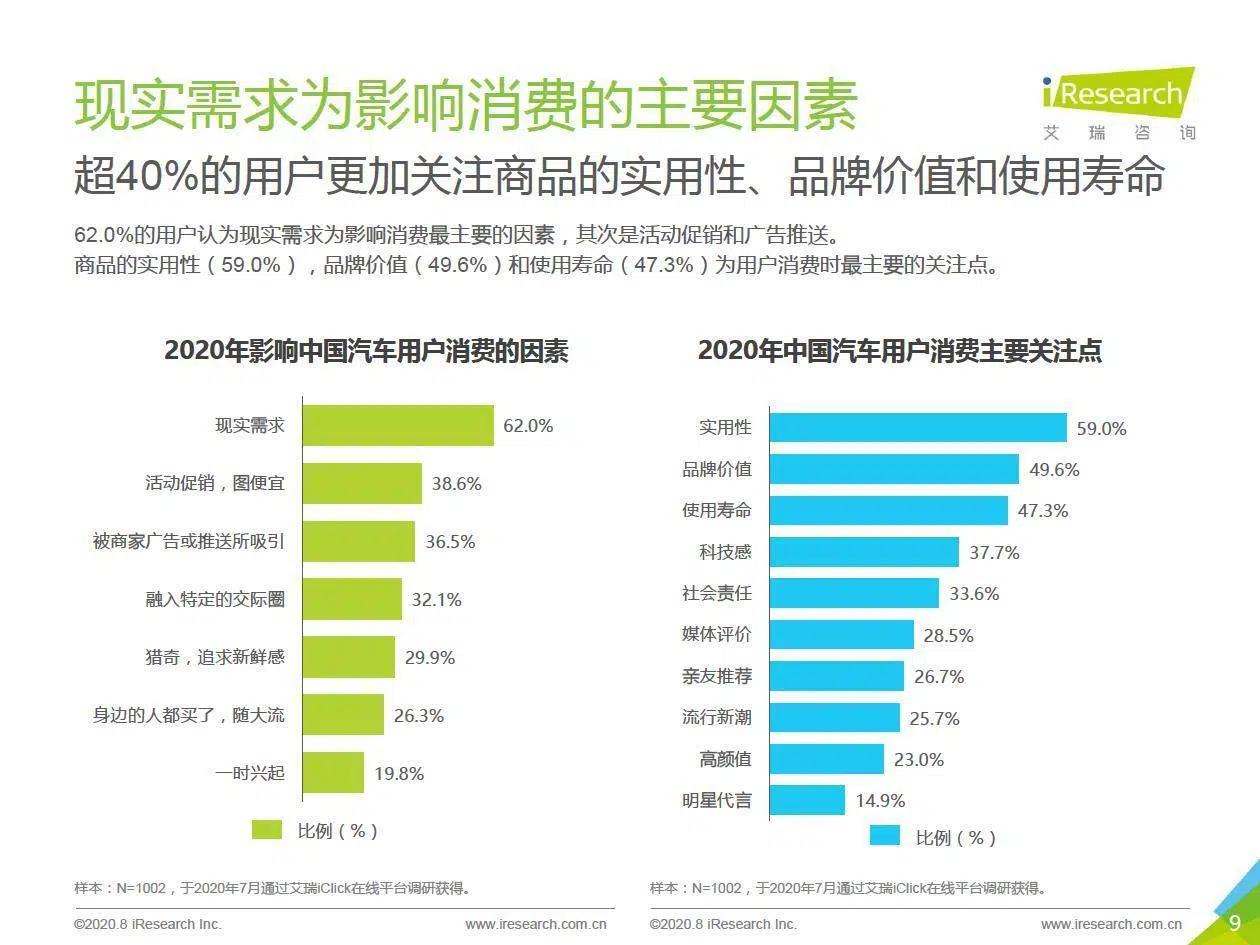 现实需求为影响消费的主要因素
iResearch
艾瑞咨询
超40%的用户更加关注商品的实用性、品牌价值和使用寿命
62.0%的用户认为现实需求为影响消费最主要的因素，其次是活动促销和广告推送。
商品的实用性（59.0%），品牌价值（49.6%）和使用寿命（47.3%）为用户消费时最主要的关注点。
2020年影响中国汽车用户消费的因素
现实需求 62.0%
活动促销，图便宜 38.6%
被商家广告或推送所吸引 36.5%
融入特定的交际圈 32.1%
猎奇，追求新鲜感 29.9%
身边的人都买了，随大流 26.3%
一时兴起 19.8%
比例（%）
样本：N=1002，于2020年7月通过艾瑞iClick在线平台调研获得。
©2020.8 iResearch Inc. www.iresearch.com.cn
2020年中国汽车用户消费主要关注点
实用性 59.0%
品牌价值 49.6%
使用寿命 47.3%
科技感 37.7%
社会责任 33.6%
媒体评价 28.5%
亲友推荐 26.7%
流行新潮 25.7%
高颜值 23.0%
明星代言 14.9%
比例（%）
样本：N=1002，于2020年7月通过艾瑞iClick在线平台调研获得。
©2020.8 iResearch Inc. www.iresearch.com.cn
9